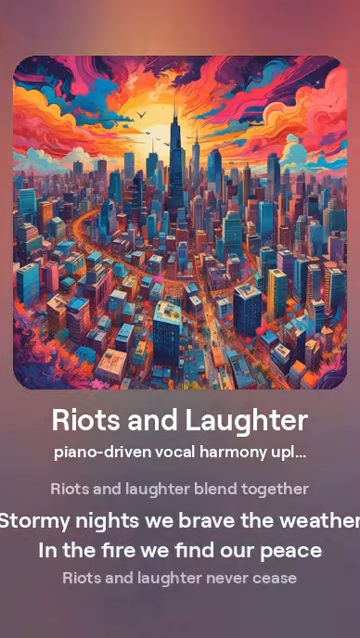 Riots and Laughter
piano-driven vocal harmony upl...
Riots and laughter blend together
Stormy nights we brave the weather
In the fire we find our peace
Riots and laughter never cease